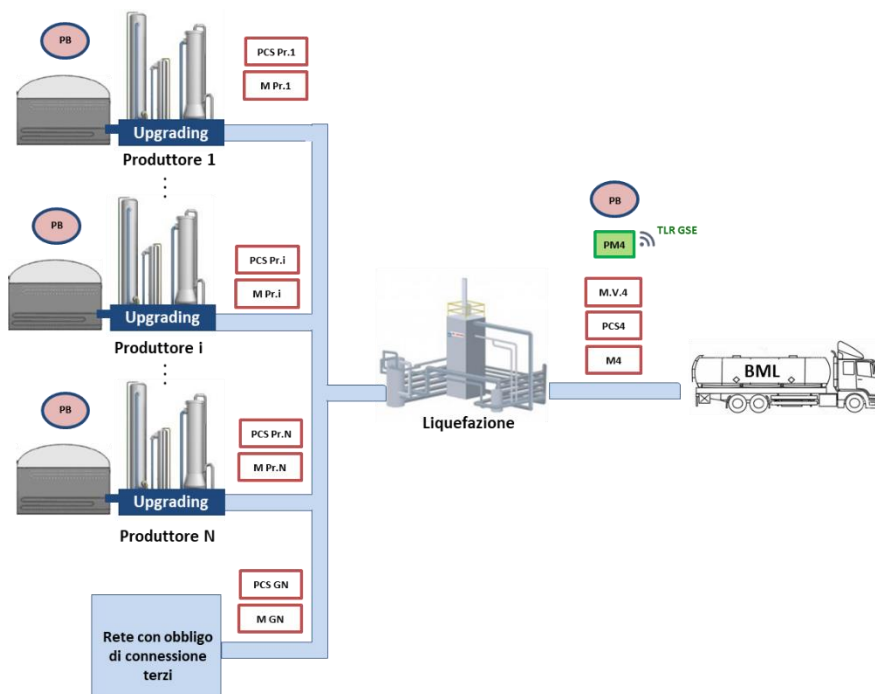 PB
PCS Pr.1
M Pr.1
Upgrading
Produttore 1
PB
PCS Pr.i
M Pr.i
Upgrading
Produttore i
PB
PCS Pr.N
M Pr.N
Upgrading
Produttore N
PCS GN
M GN
Rete con obbligo
di connessione
terzi
Liquefazione
PB
PM4
TLR GSE
M.V.4
PCS4
M4
BML